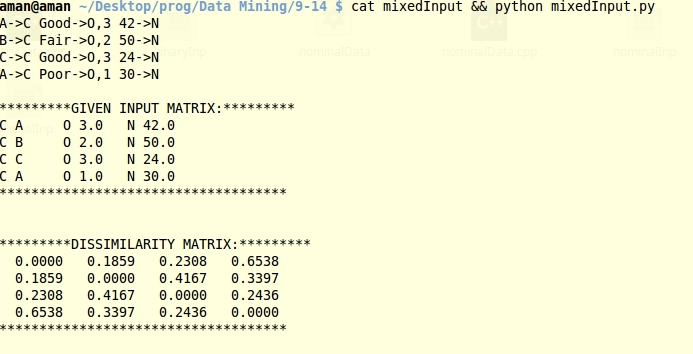 aman@aman ~/Desktop/prog/Data Mining/9-14 $ cat mixedInput && python mixedInput.py
A->C Good->O,3 42->N
B->C Fair->O,2 50->N
C->C Good->O,3 24->N
A->C Poor->O,1 30->N
*********GIVEN INPUT MATRIX:*********
C A     O 3.0   N 42.0
C B     O 2.0   N 50.0
C C     O 3.0   N 24.0
C A     O 1.0   N 30.0
************************************
*********DISSIMILARITY MATRIX:*********
0.0000   0.1859   0.2308   0.6538
0.1859   0.0000   0.4167   0.3397
0.2308   0.4167   0.0000   0.2436
0.6538   0.3397   0.2436   0.0000
************************************